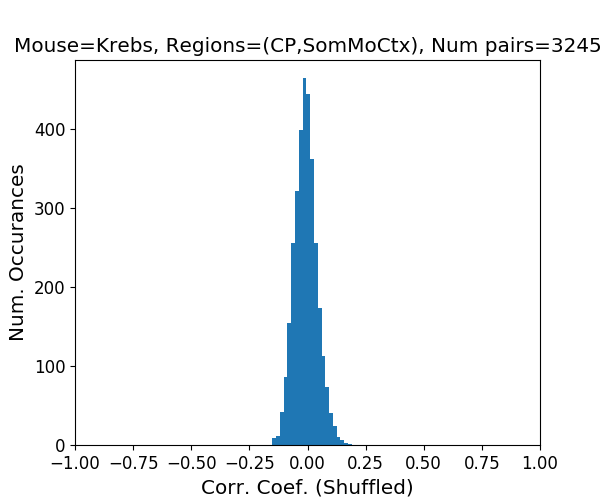 Mouse=Krebs, Regions=(CP,SomMoCtx), Num pairs=3245
Num. Occurances
400
300
200
100
0
−1.00 −0.75 −0.50 −0.25 0.00 0.25 0.50 0.75 1.00
Corr. Coef. (Shuffled)